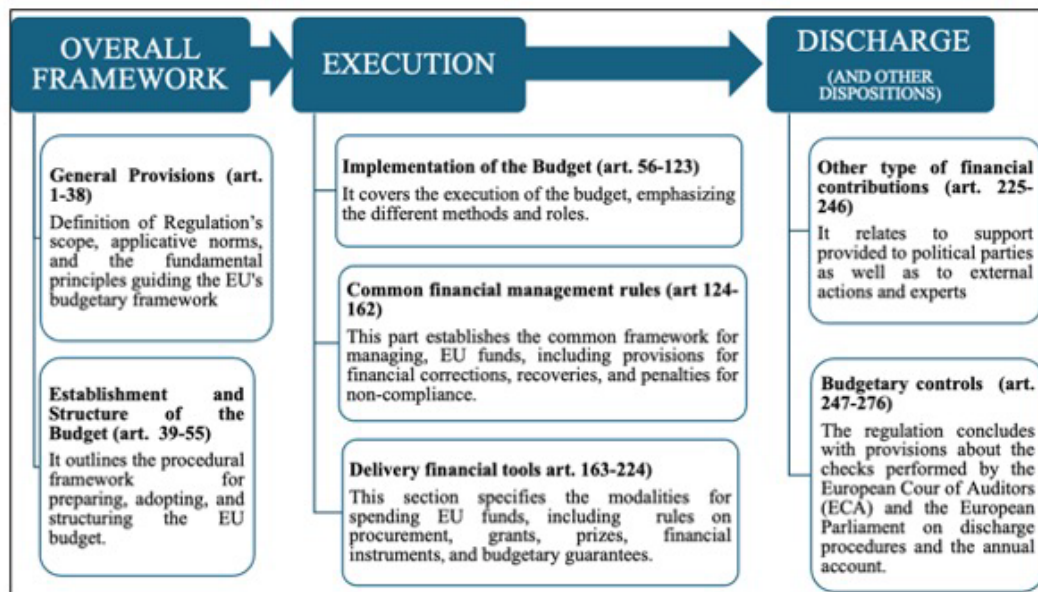 OVERALL
FRAMEWORK
General Provisions (art.
1-38)
Definition of Regulation's
scope, applicative norms,
and the fundamental
principles guiding the EU's
budgetary framework
Establishment and
Structure of the
Budget (art. 39-55)
It outlines the procedural
framework for
preparing, adopting, and
structuring the EU
budget.
EXECUTION
Implementation of the Budget (art. 56-123)
It covers the execution of the budget, emphasizing
the different methods and roles.
Common financial management rules (art 124-
162)
This part establishes the common framework for
managing, EU funds, including provisions for
financial corrections, recoveries, and penalties for
non-compliance.
Delivery financial tools art. 163-224)
This section specifies the modalities for
spending EU funds, including rules on
procurement, grants, prizes, financial
instruments, and budgetary guarantees.
DISCHARGE
(AND OTHER
DISPOSITIONS)
Other type of financial
contributions (art. 225-
246)
It relates to support
provided to political parties
as well as to external
actions and experts
Budgetary controls (art.
247-276)
The regulation concludes
with provisions about the
checks performed by the
European Cour of Auditors
(ECA) and the European
Parliament on discharge
procedures and the annual
account.